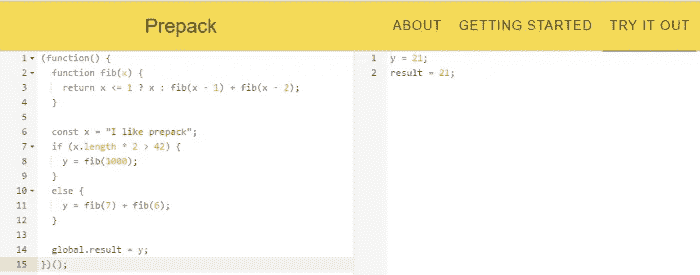 Prepack ABOUT GETTING STARTED TRY IT OUT
1 (function() {
2 function fib(x) {
3 return x <= 1 ? x : fib(x - 1) + fib(x - 2);
4 }
5
6 const x = "I like prepack";
7 if (x.length * 2 > 42) {
8 y = fib(1000);
9 }
10 else {
11 y = fib(7) + fib(6);
12 }
13
14 global.result = y;
15 })();
1 y = 21;
2 result = 21;